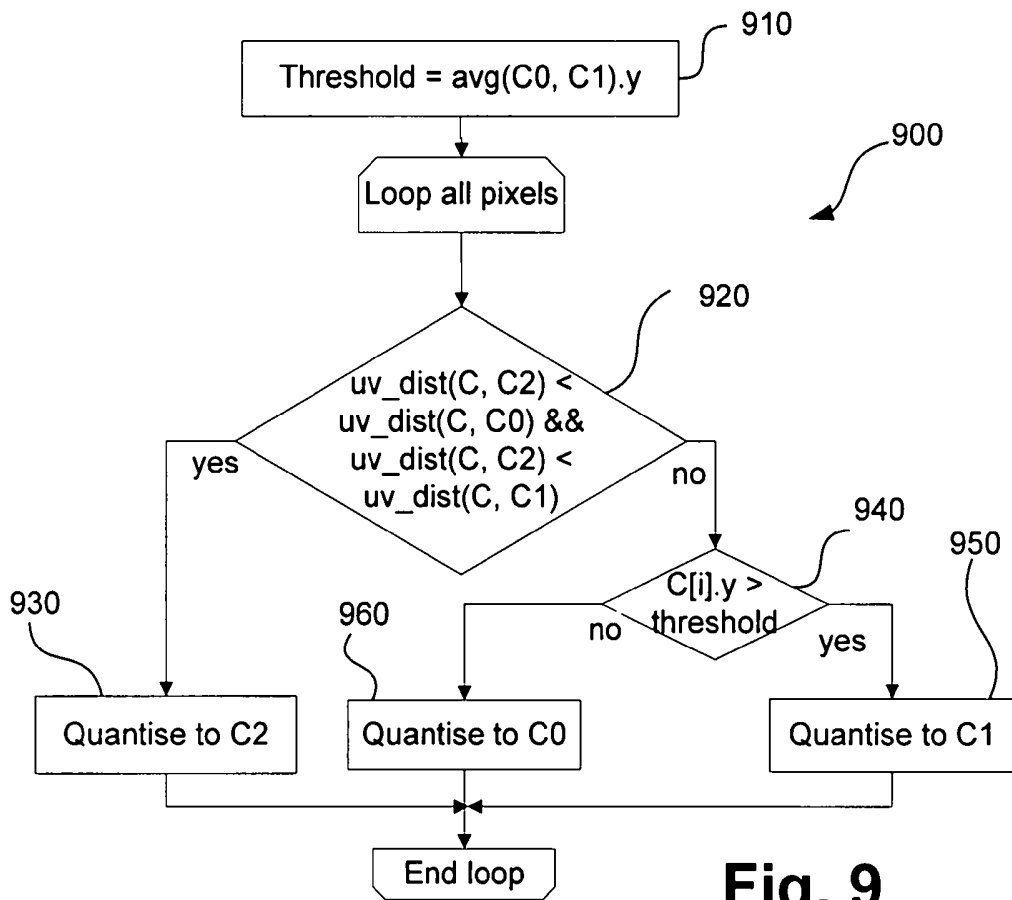 910
Threshold = avg(C0, C1).y
900
Loop all pixels
920
uv_dist(C, C2) <
uv_dist(C, C0) &&
uv_dist(C, C2) <
uv_dist(C, C1)
yes
no
940
C[i].y >
threshold
950
930
960
no
yes
Quantise to C2
Quantise to C0
Quantise to C1
End loop
Fig. 9